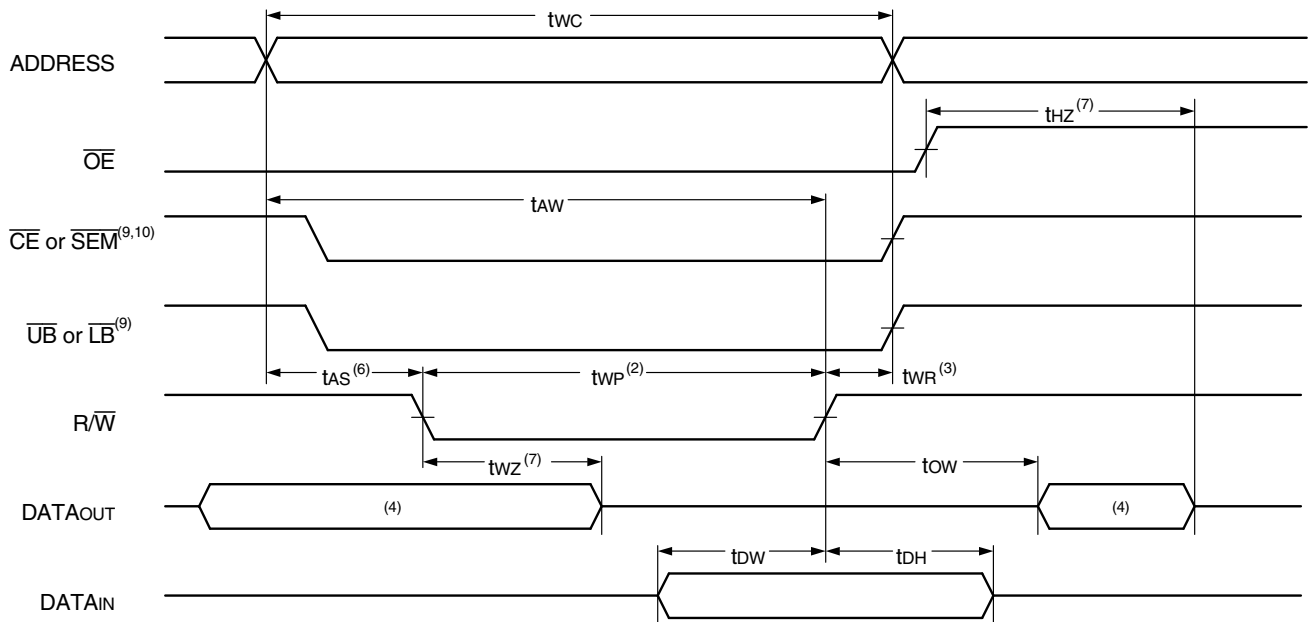 tWC
ADDRESS
tHZ(7)
OE
tAW
CE or SEM(9,10)
UB or LB(9)
tAS(6) tWP(2) tWR(3)
R/W
tWZ(7) tOW
DATAOUT (4) (4)
tDW tDH
DATAIN